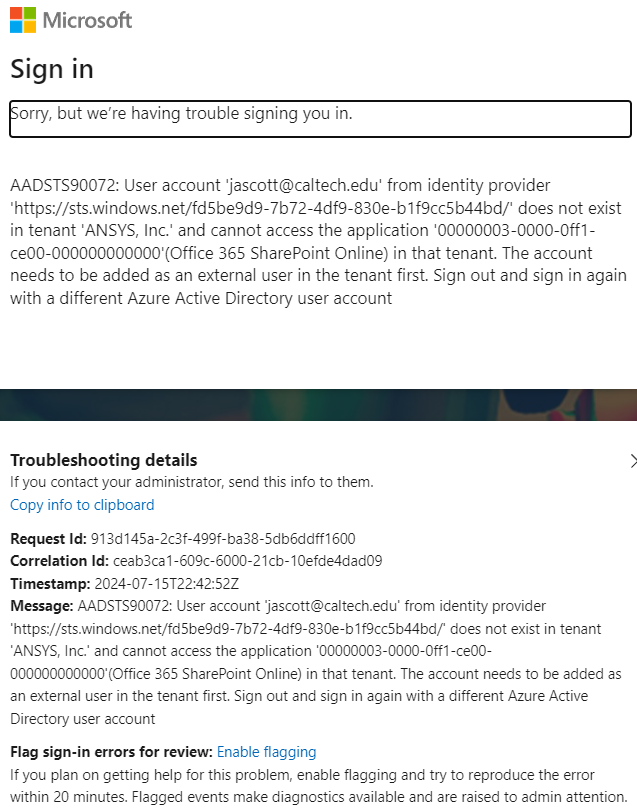 Microsoft
Sign in
Sorry, but we’re having trouble signing you in.
AADSTS90072: User account 'jascott@caltech.edu' from identity provider
'https://sts.windows.net/fd5be9d9-7b72-4df9-830e-b1f9cc5b44bd/' does not exist
in tenant 'ANSYS, Inc.' and cannot access the application '00000003-0000-0ff1-
ce00-000000000000'(Office 365 SharePoint Online) in that tenant. The account
needs to be added as an external user in the tenant first. Sign out and sign in again
with a different Azure Active Directory user account
Troubleshooting details
If you contact your administrator, send this info to them.
Copy info to clipboard
Request Id: 913d145a-2c3f-499f-ba38-5db6ddff1600
Correlation Id: ceab3ca1-609c-6000-21cb-10efde4dad09
Timestamp: 2024-07-15T22:42:52Z
Message: AADSTS90072: User account 'jascott@caltech.edu' from identity provider
'https://sts.windows.net/fd5be9d9-7b72-4df9-830e-b1f9cc5b44bd/' does not exist in tenant
'ANSYS, Inc.' and cannot access the application '00000003-0000-0ff1-ce00-
000000000000'(Office 365 SharePoint Online) in that tenant. The account needs to be added as
an external user in the tenant first. Sign out and sign in again with a different Azure Active
Directory user account
Flag sign-in errors for review: Enable flagging
If you plan on getting help for this problem, enable flagging and try to reproduce the error
within 20 minutes. Flagged events make diagnostics available and are raised to admin attention.